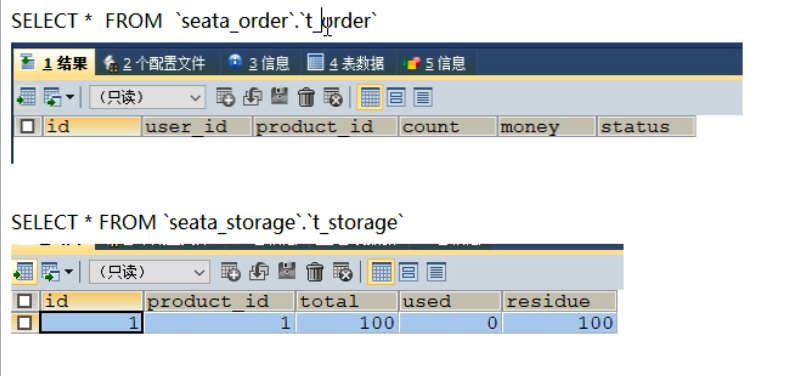 SELECT * FROM `seata_order`.`t_order`
1 结果 2 个配置文件 3 信息 4 表数据 5 信息
(只读)
id user_id product_id count money status
SELECT * FROM `seata_storage`.`t_storage`
(只读)
id product_id total used residue
1 1 100 0 100